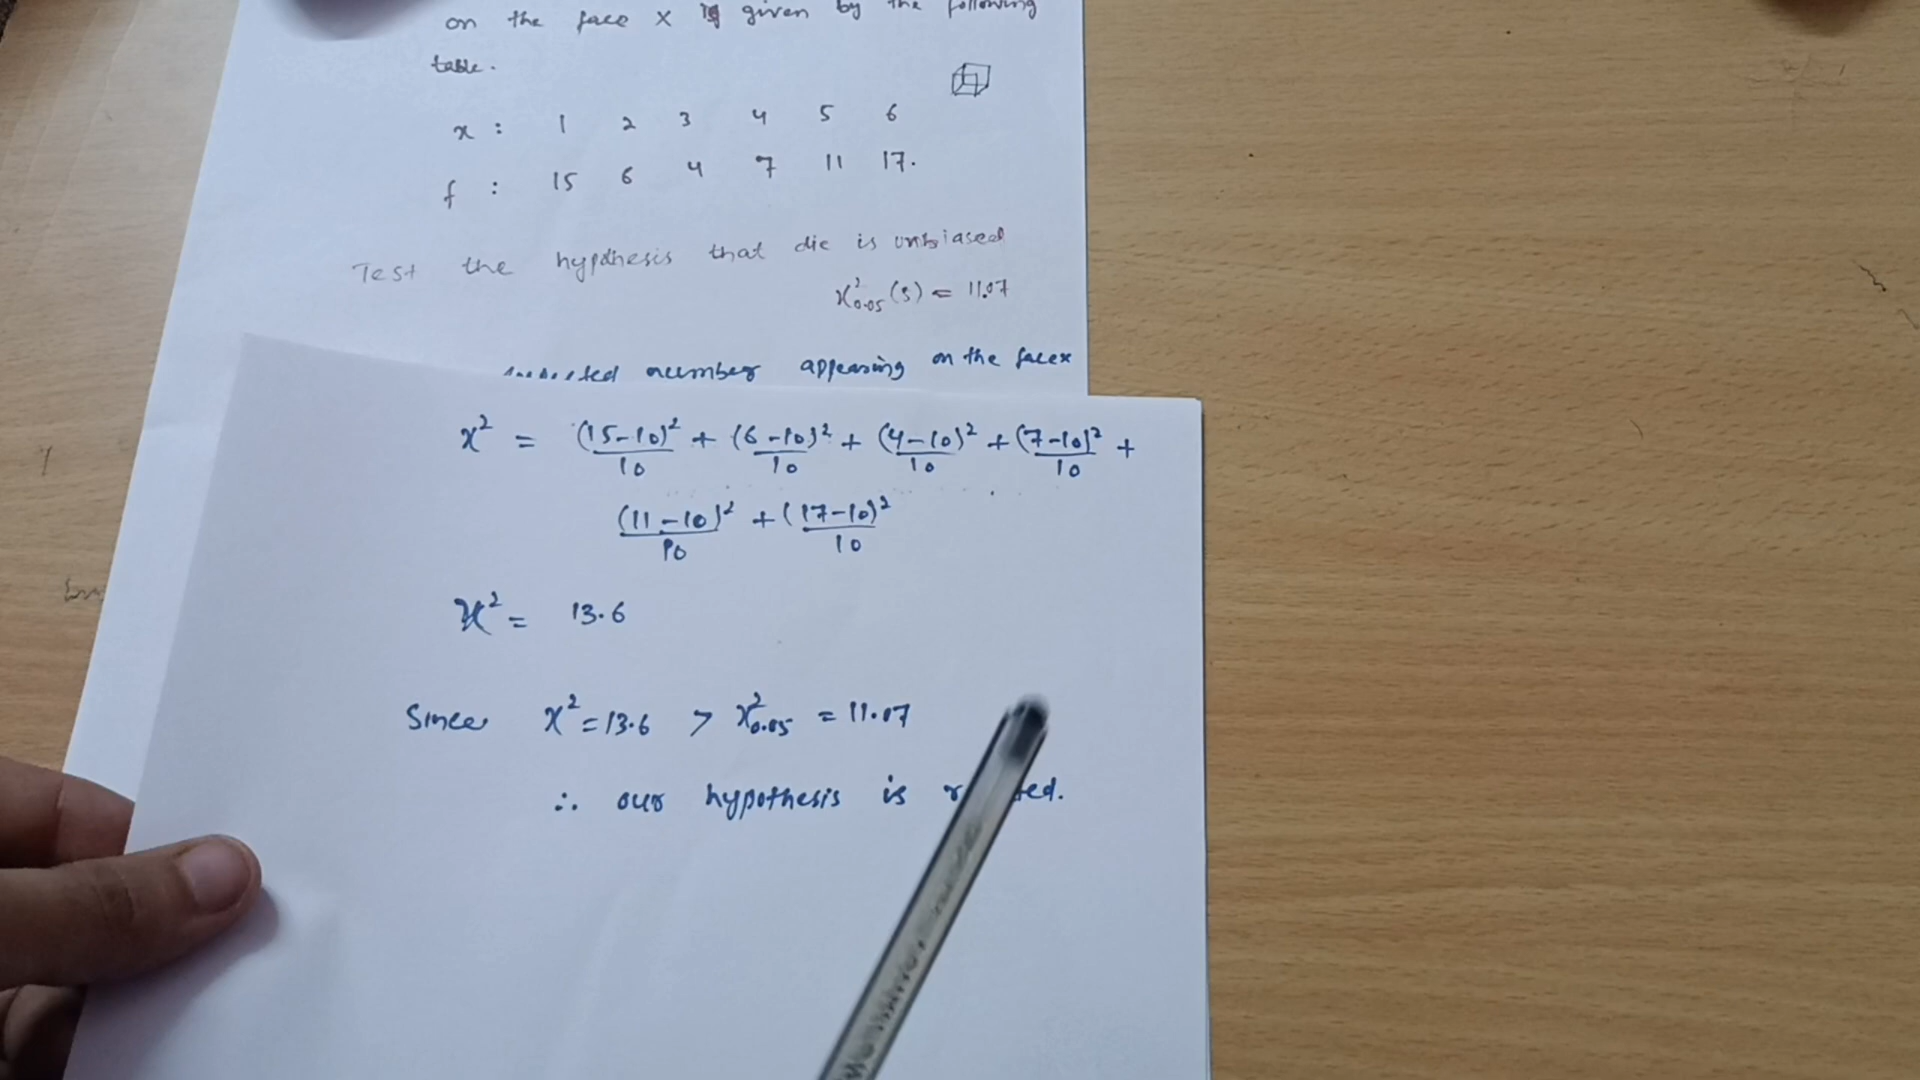 on the face X is given by the following
table.
x : 1 2 3 4 5 6
f : 15 6 4 7 11 17.
Test the hypothesis that die is unbiased
χ²0.05 (5) = 11.07
number appearing on the face x
χ² = (15-10)²/10 + (6-10)²/10 + (4-10)²/10 + (7-10)²/10 +
(11-10)²/10 + (17-10)²/10
χ² = 13.6
Since χ² = 13.6 > χ²0.05 = 11.07
∴ our hypothesis is